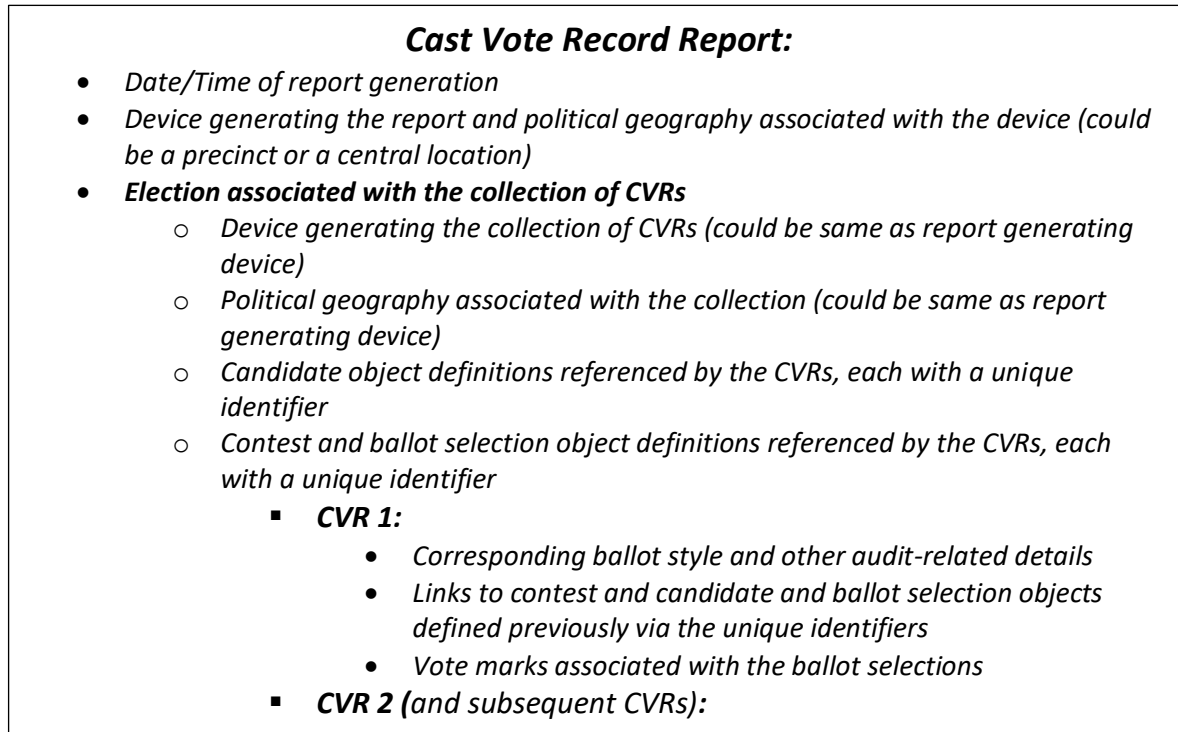 Cast Vote Record Report:
• Date/Time of report generation
• Device generating the report and political geography associated with the device (could
be a precinct or a central location)
• Election associated with the collection of CVRs
o Device generating the collection of CVRs (could be same as report generating
device)
o Political geography associated with the collection (could be same as report
generating device)
o Candidate object definitions referenced by the CVRs, each with a unique
identifier
o Contest and ballot selection object definitions referenced by the CVRs, each
with a unique identifier
▪ CVR 1:
• Corresponding ballot style and other audit-related details
• Links to contest and candidate and ballot selection objects
defined previously via the unique identifiers
• Vote marks associated with the ballot selections
▪ CVR 2 (and subsequent CVRs):